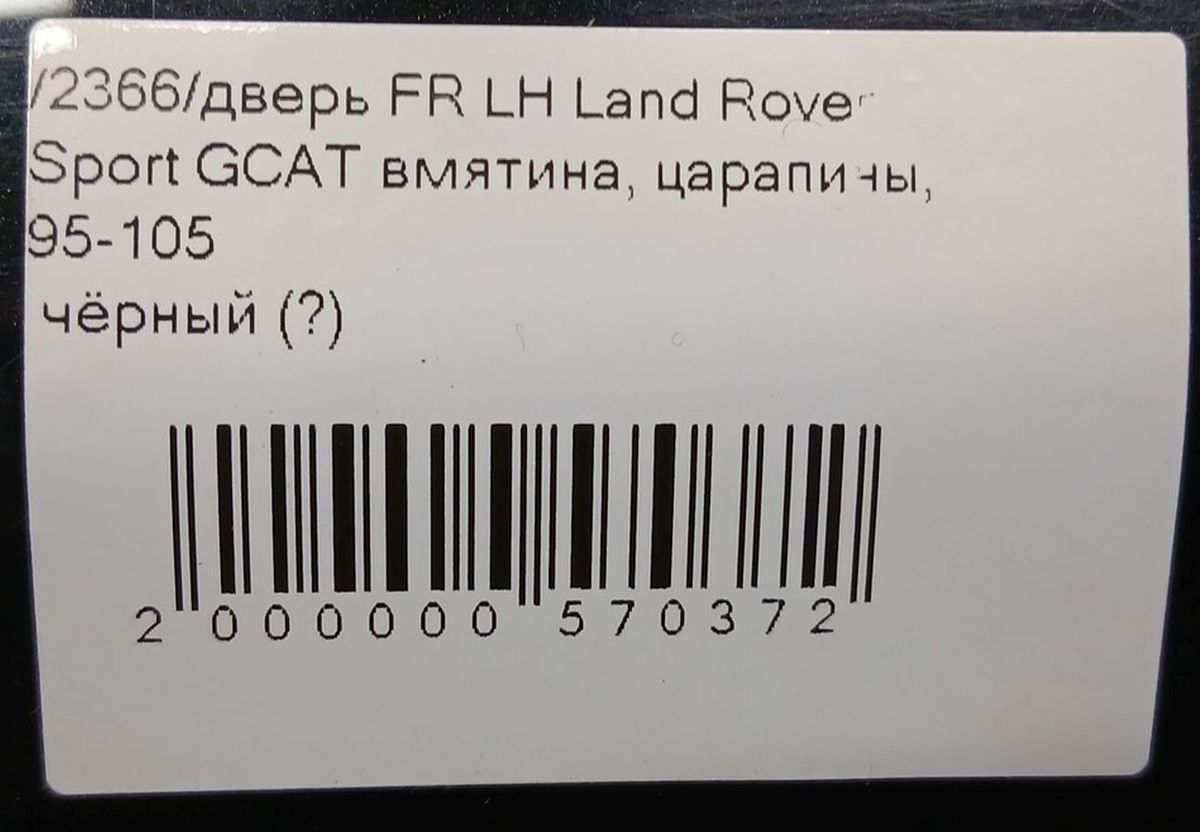 /2366/дверь FR LH Land Rover
Sport GCAT вмятина, царапины,
95-105
чёрный (?)
2 000000 570372